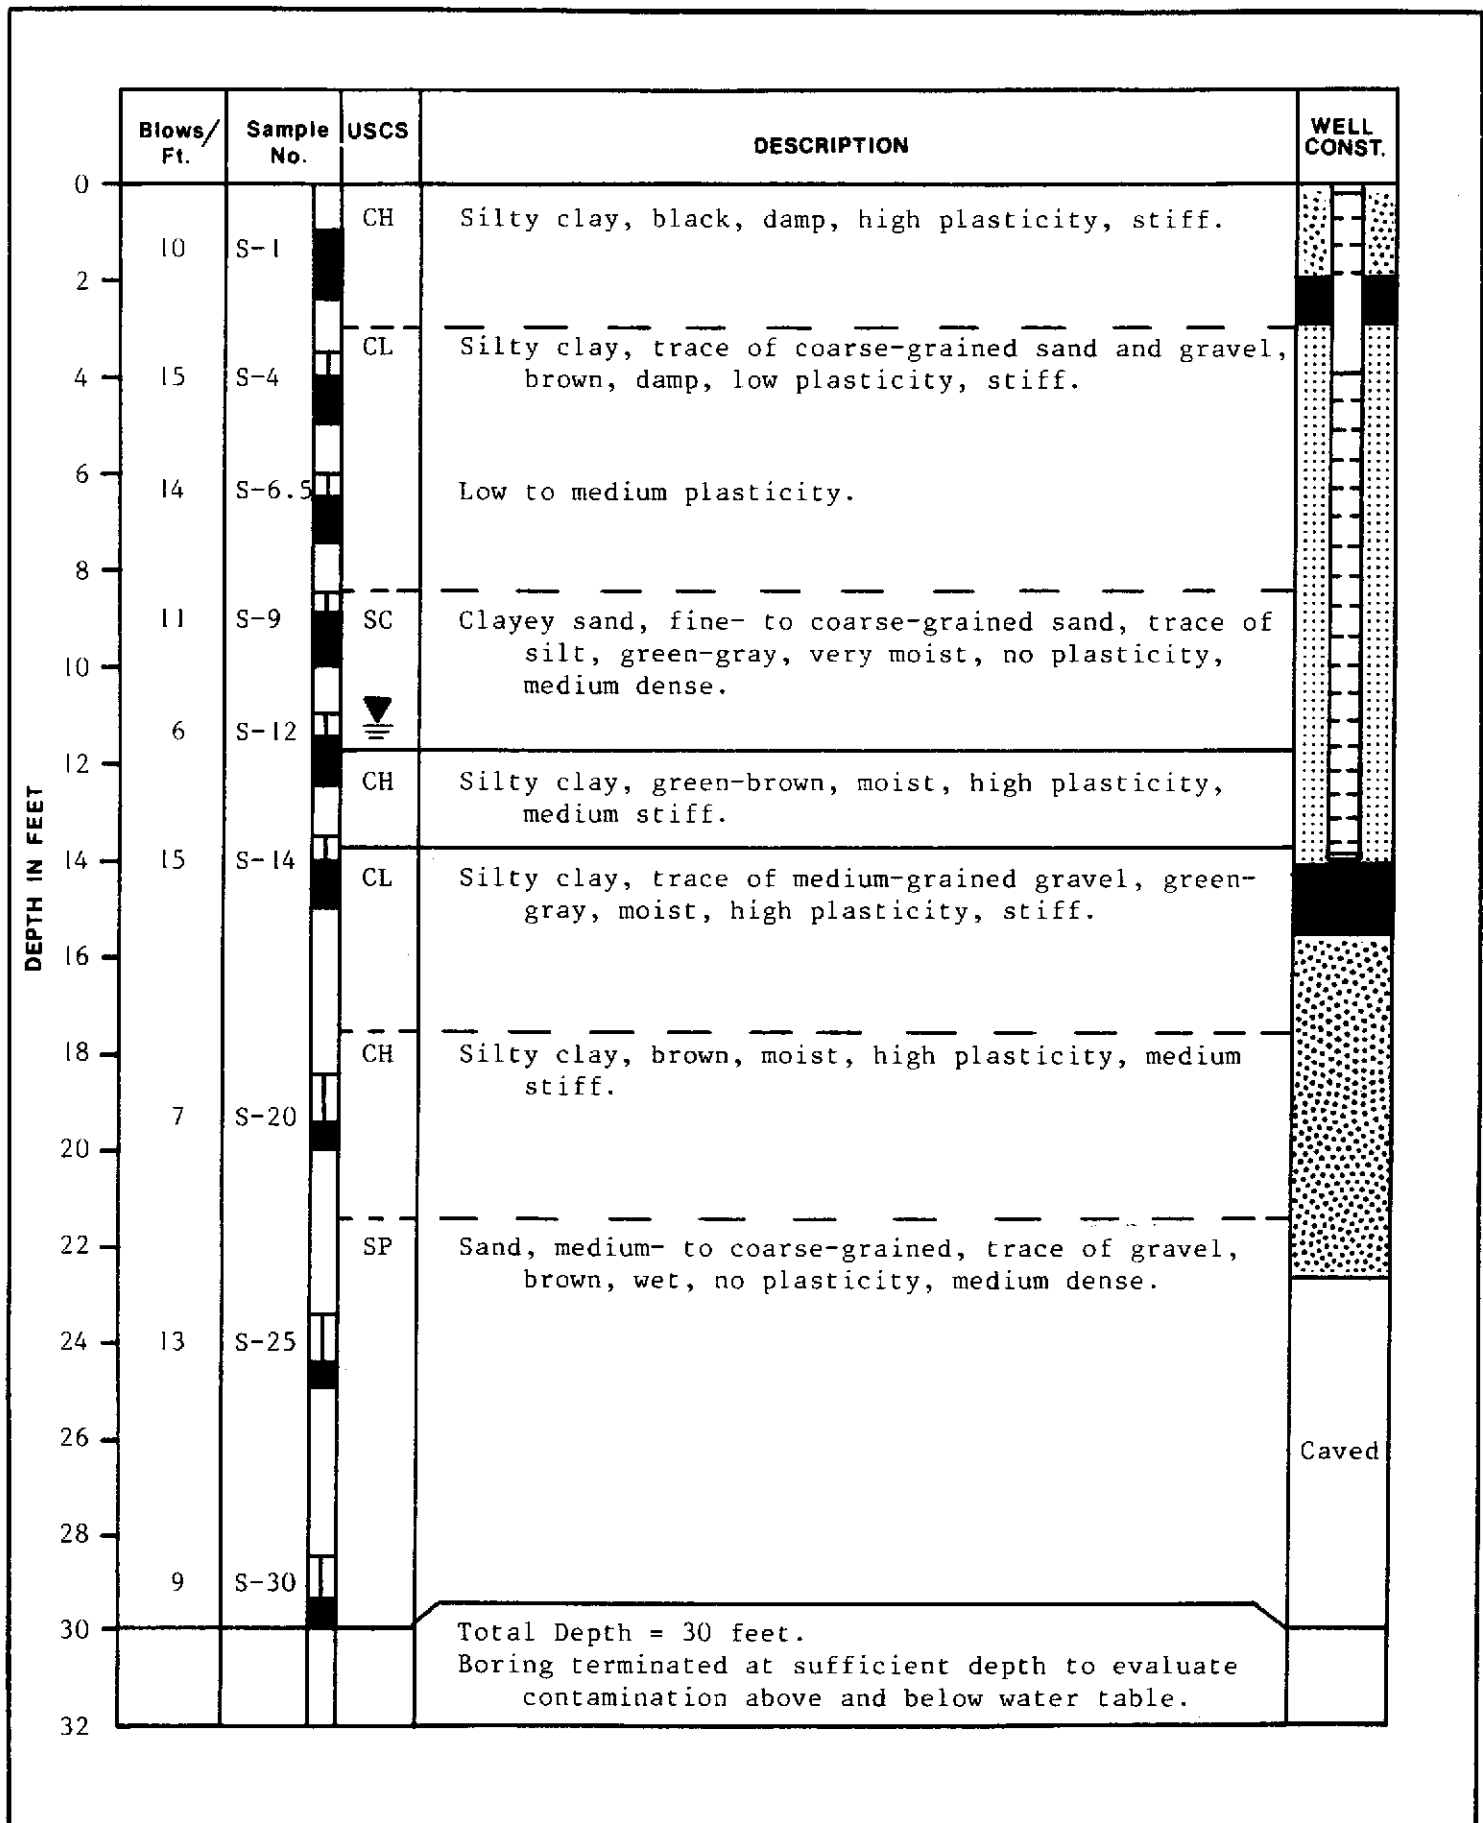 Blows/ Ft.
Sample No.
USCS
DESCRIPTION
WELL CONST.
DEPTH IN FEET
0
CH Silty clay, black, damp, high plasticity, stiff.
10 S-1
2
CL Silty clay, trace of coarse-grained sand and gravel,
4 15 S-4 brown, damp, low plasticity, stiff.
6
14 S-6.5 Low to medium plasticity.
8
11 S-9 SC Clayey sand, fine- to coarse-grained sand, trace of
silt, green-gray, very moist, no plasticity,
10
medium dense.
6 S-12
12
CH Silty clay, green-brown, moist, high plasticity,
medium stiff.
14 15 S-14
CL Silty clay, trace of medium-grained gravel, green-
gray, moist, high plasticity, stiff.
16
18 CH Silty clay, brown, moist, high plasticity, medium
stiff.
7 S-20
20
22 SP Sand, medium- to coarse-grained, trace of gravel,
brown, wet, no plasticity, medium dense.
24 13 S-25
26
Caved
28
9 S-30
30
Total Depth = 30 feet.
Boring terminated at sufficient depth to evaluate
contamination above and below water table.
32